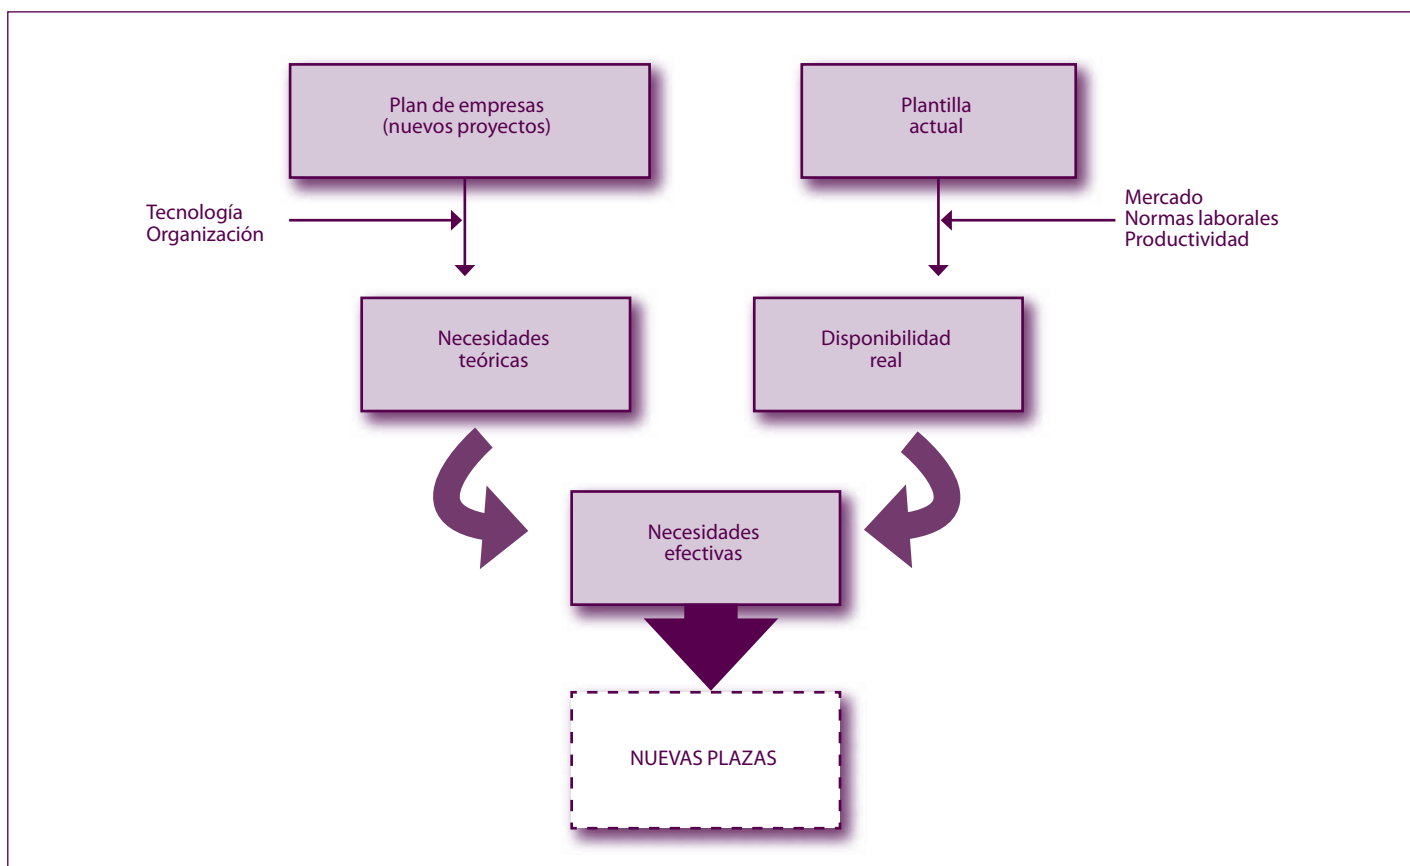 Plan de empresas
(nuevos proyectos)
Plantilla
actual
Tecnología
Organización
Mercado
Normas laborales
Productividad
Necesidades
teóricas
Disponibilidad
real
Necesidades
efectivas
NUEVAS PLAZAS